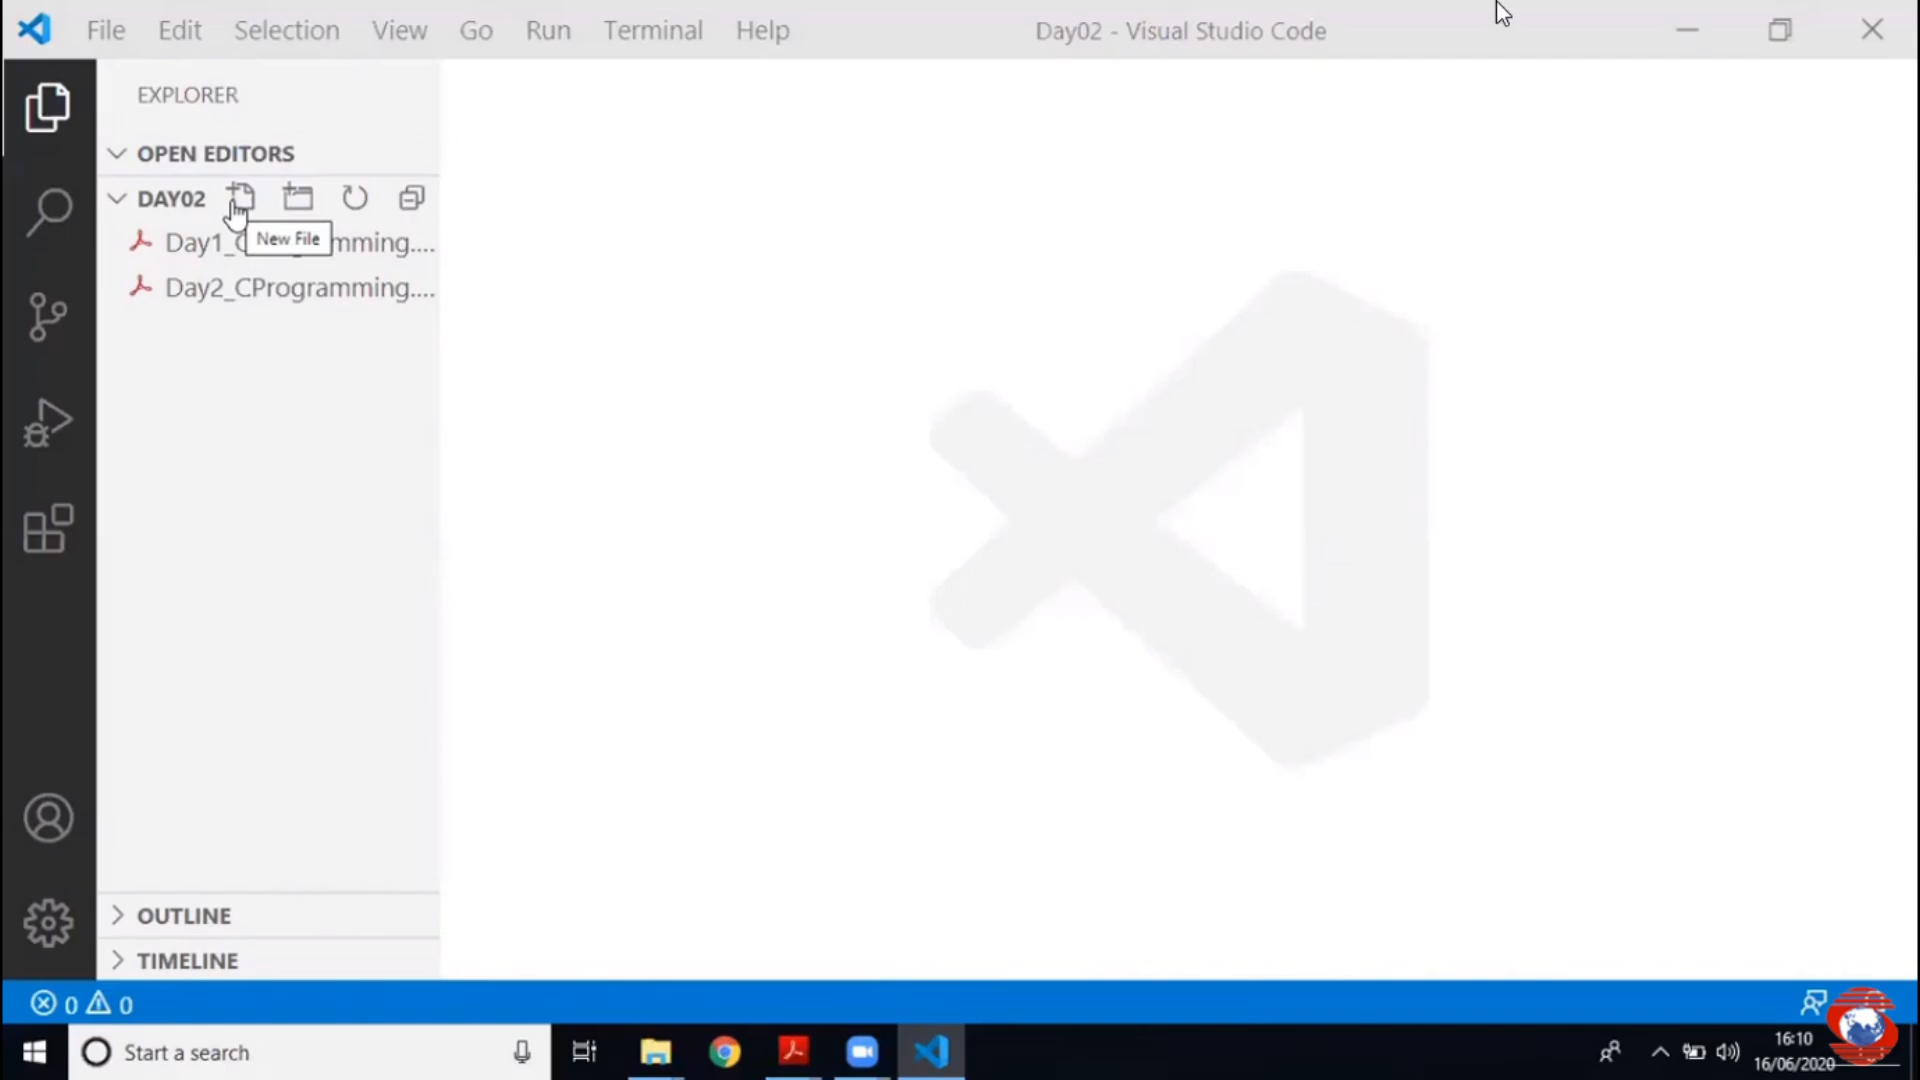 File Edit Selection View Go Run Terminal Help Day02 - Visual Studio Code
EXPLORER
OPEN EDITORS
DAY02
New File
Day1_C mming....
Day2_CProgramming....
OUTLINE
TIMELINE
0 0
Start a search
16:10
16/06/2020